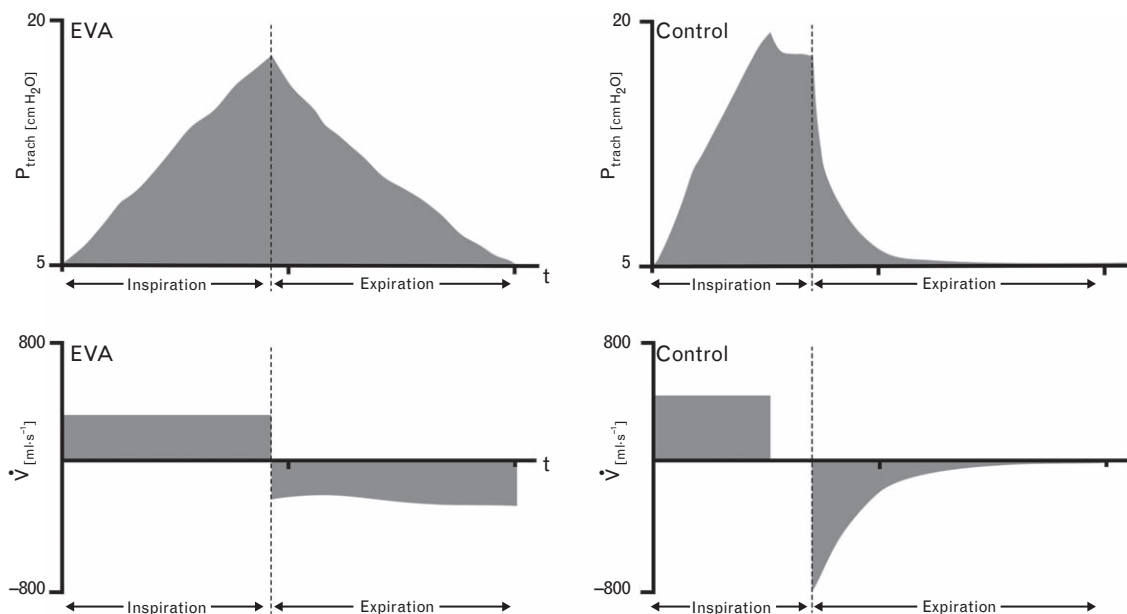 20
EVA
P trach [cm H₂O]
5
Inspiration
Expiration
t
20
Control
P trach [cm H₂O]
5
Inspiration
Expiration
800
EVA
V̇ [ml·s⁻¹]
t
–800
Inspiration
Expiration
800
Control
V̇ [ml·s⁻¹]
–800
Inspiration
Expiration